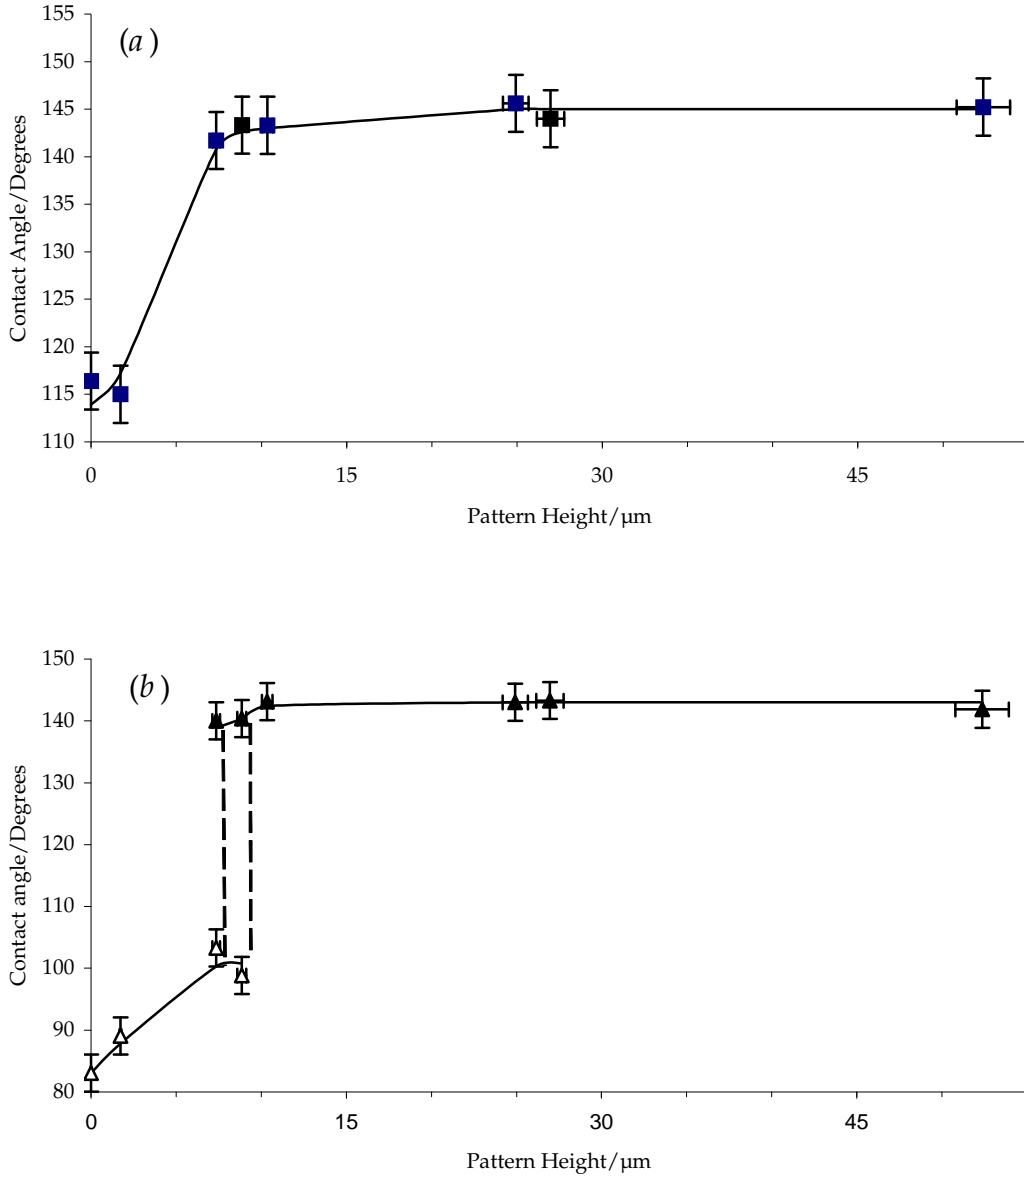 155
(a)
150
145
140
135
130
125
120
115
110
Contact Angle/Degrees
0 15 30 45
Pattern Height/µm
150
(b)
140
130
120
110
100
90
80
Contact angle/Degrees
0 15 30 45
Pattern Height/µm